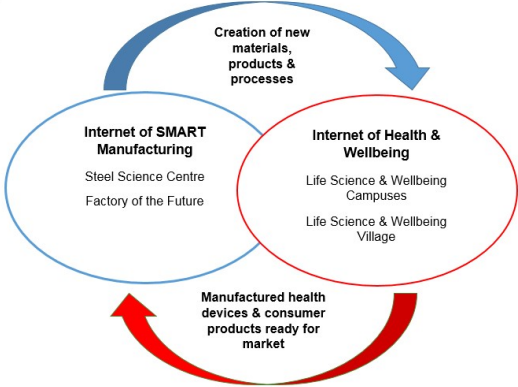 Creation of new
materials,
products &
processes
Internet of SMART
Manufacturing
Steel Science Centre
Factory of the Future
Internet of Health &
Wellbeing
Life Science & Wellbeing
Campuses
Life Science & Wellbeing
Village
Manufactured health
devices & consumer
products ready for
market